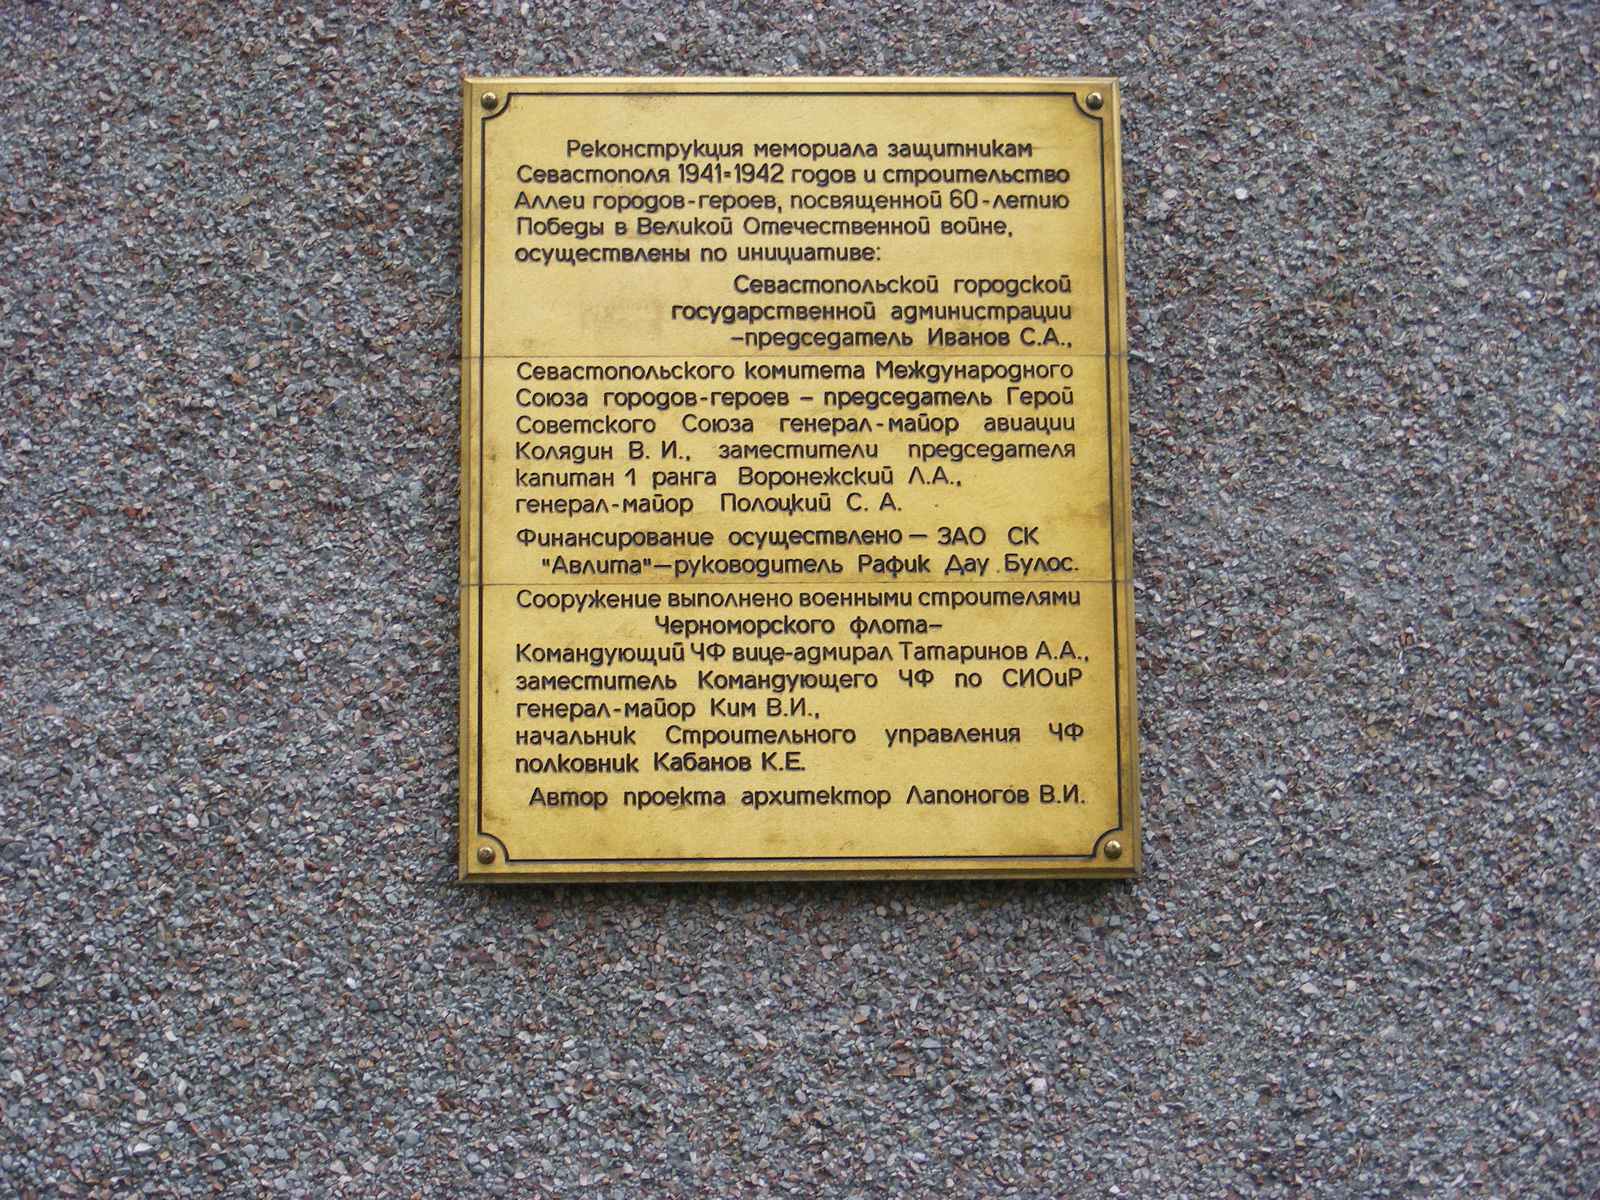 Реконструкция мемориала защитникам
Севастополя 1941-1942 годов и строительство
Аллеи городов-героев, посвященной 60-летию
Победы в Великой Отечественной войне,
осуществлены по инициативе:
Севастопольской городской
государственной администрации
–председатель Иванов С.А.,
Севастопольского комитета Международного
Союза городов-героев – председатель Герой
Советского Союза генерал-майор авиации
Колядин В. И., заместители председателя
капитан 1 ранга Воронежский Л.А.,
генерал-майор Полоцкий С. А.
Финансирование осуществлено — ЗАО СК
"Авлита"—руководитель Рафик Дау Булос.
Сооружение выполнено военными строителями
Черноморского флота–
Командующий ЧФ вице-адмирал Татаринов А.А.,
заместитель Командующего ЧФ по СИОиР
генерал-майор Ким В.И.,
начальник Строительного управления ЧФ
полковник Кабанов К.Е.
Автор проекта архитектор Лапоногов В.И.